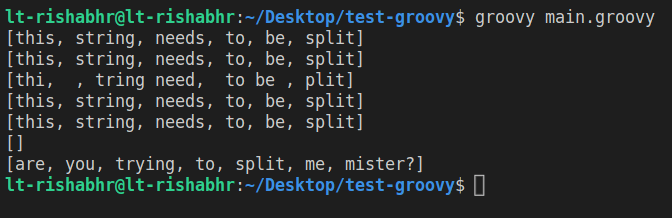 lt-rishabhr@lt-rishabhr:~/Desktop/test-groovy$ groovy main.groovy
[this, string, needs, to, be, split]
[this, string, needs, to, be, split]
[thi,  , tring need,  to be , plit]
[this, string, needs, to, be, split]
[this, string, needs, to, be, split]
[]
[are, you, trying, to, split, me, mister?]
lt-rishabhr@lt-rishabhr:~/Desktop/test-groovy$